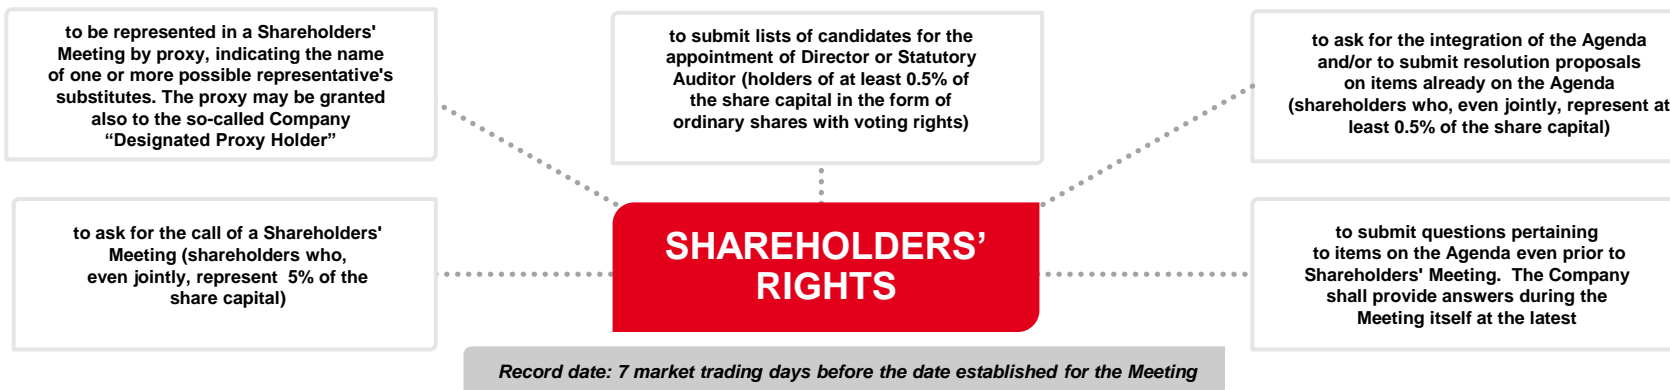 to be represented in a Shareholders'
Meeting by proxy, indicating the name
of one or more possible representative's
substitutes. The proxy may be granted
also to the so-called Company
“Designated Proxy Holder”
to submit lists of candidates for the
appointment of Director or Statutory
Auditor (holders of at least 0.5% of
the share capital in the form of
ordinary shares with voting rights)
to ask for the integration of the Agenda
and/or to submit resolution proposals
on items already on the Agenda
(shareholders who, even jointly, represent at
least 0.5% of the share capital)
to ask for the call of a Shareholders'
Meeting (shareholders who,
even jointly, represent 5% of the
share capital)
SHAREHOLDERS’
RIGHTS
to submit questions pertaining
to items on the Agenda even prior to
Shareholders' Meeting. The Company
shall provide answers during the
Meeting itself at the latest
Record date: 7 market trading days before the date established for the Meeting